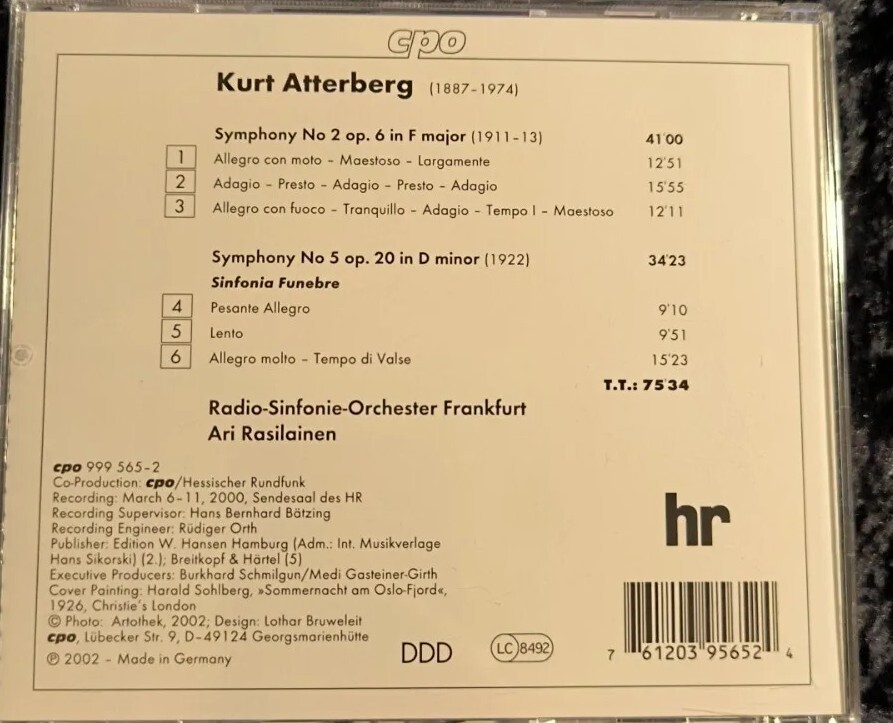 cpo
Kurt Atterberg (1887-1974)
Symphony No 2 op. 6 in F major (1911-13) 41'00
1 Allegro con moto - Maestoso - Largamente 12'51
2 Adagio - Presto - Adagio - Presto - Adagio 15'55
3 Allegro con fuoco - Tranquillo - Adagio - Tempo I - Maestoso 12'11
Symphony No 5 op. 20 in D minor (1922) 34'23
Sinfonia Funebre
4 Pesante Allegro 9'10
5 Lento 9'51
6 Allegro molto - Tempo di Valse 15'23
T.T.: 75'34
Radio-Sinfonie-Orchester Frankfurt
Ari Rasilainen
cpo 999 565-2
Co-Production: cpo/Hessischer Rundfunk
Recording: March 6-11, 2000, Sendesaal des HR
Recording Supervisor: Hans Bernhard Bätzing
Recording Engineer: Rüdiger Orth
Publisher: Edition W. Hansen Hamburg (Adm.: Int. Musikverlage
Hans Sikorski) (2.); Breitkopf & Härtel (5)
Executive Producers: Burkhard Schmilgun/Medi Gasteiner-Girth
Cover Painting: Harald Sohlberg, »Sommernacht am Oslo-Fjord«,
1926, Christie's London
© Photo: Artothek, 2002; Design: Lothar Bruweleit
cpo, Lübecker Str. 9, D-49124 Georgsmarienhütte
℗ 2002 - Made in Germany
DDD
LC 8492
hr
7 61203 95652 4